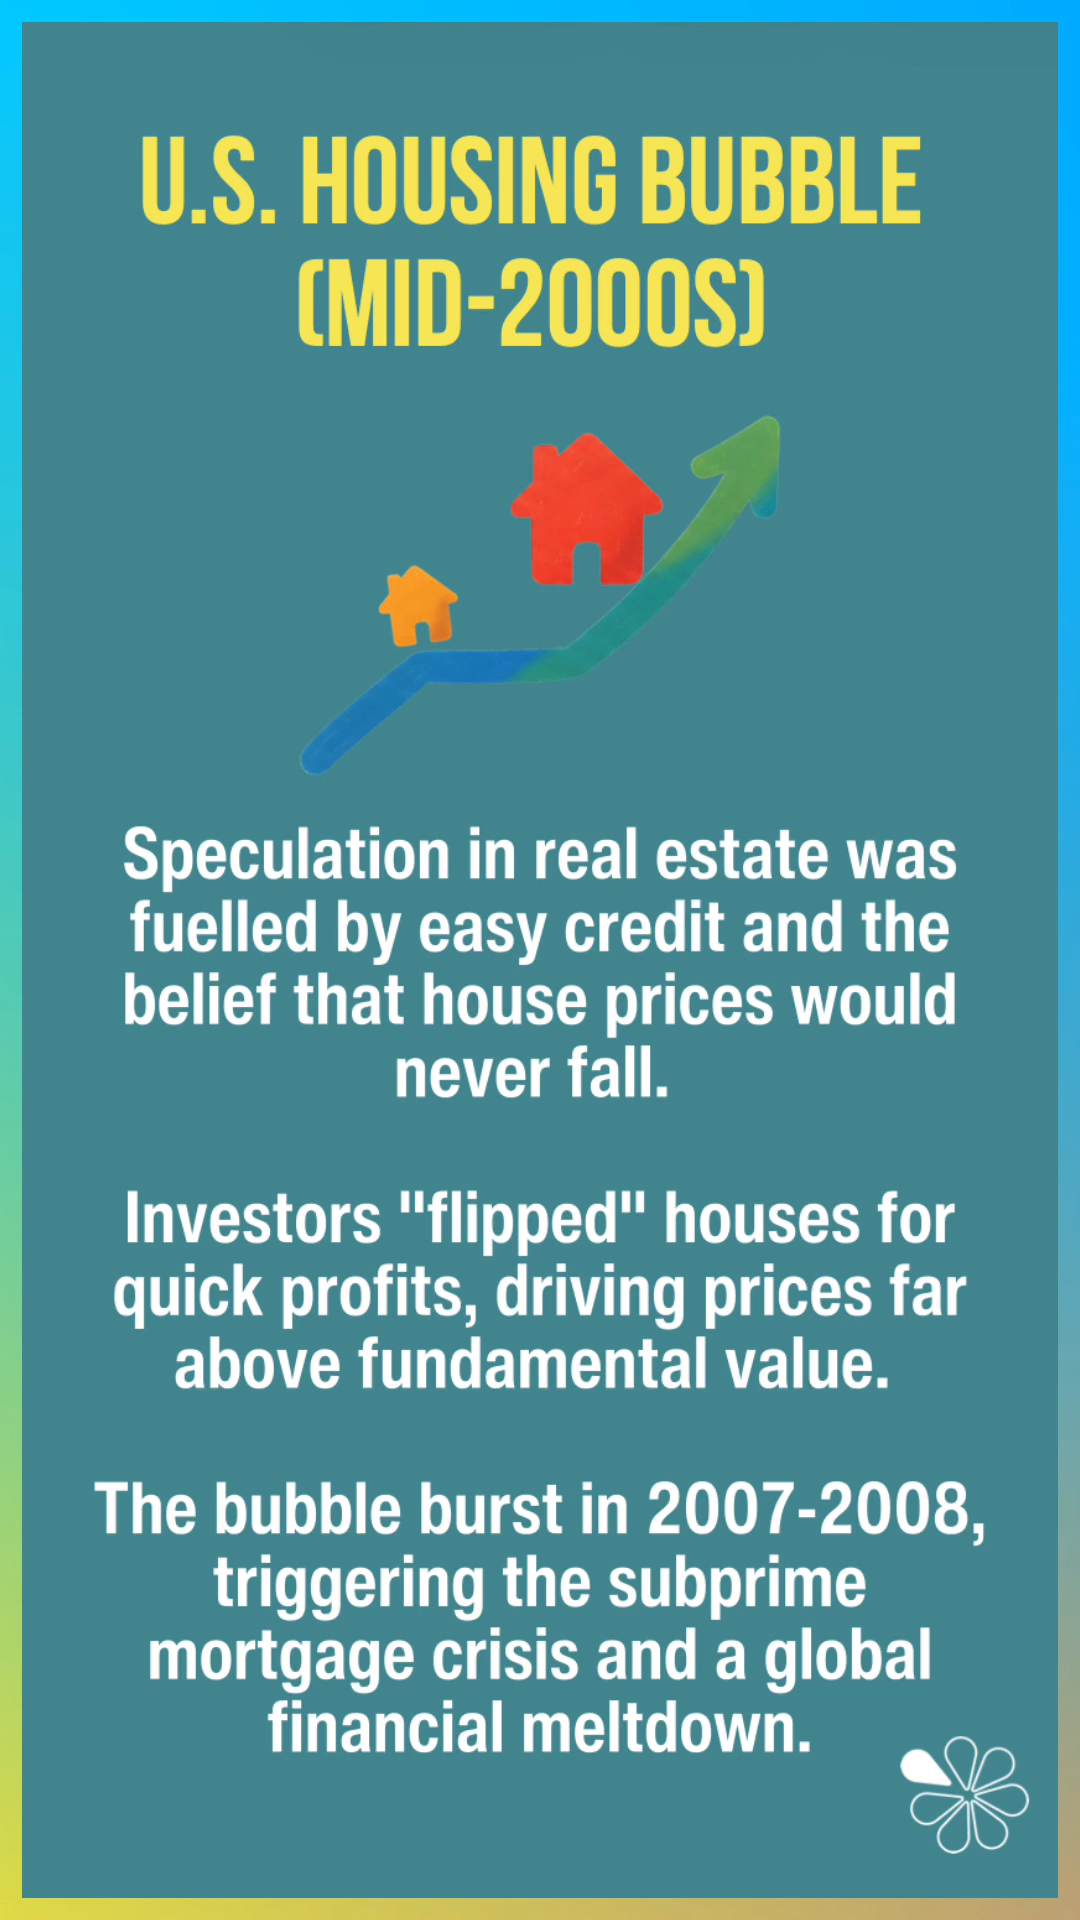 U.S. HOUSING BUBBLE
(MID-2000S)
Speculation in real estate was
fuelled by easy credit and the
belief that house prices would
never fall.
Investors "flipped" houses for
quick profits, driving prices far
above fundamental value.
The bubble burst in 2007-2008,
triggering the subprime
mortgage crisis and a global
financial meltdown.